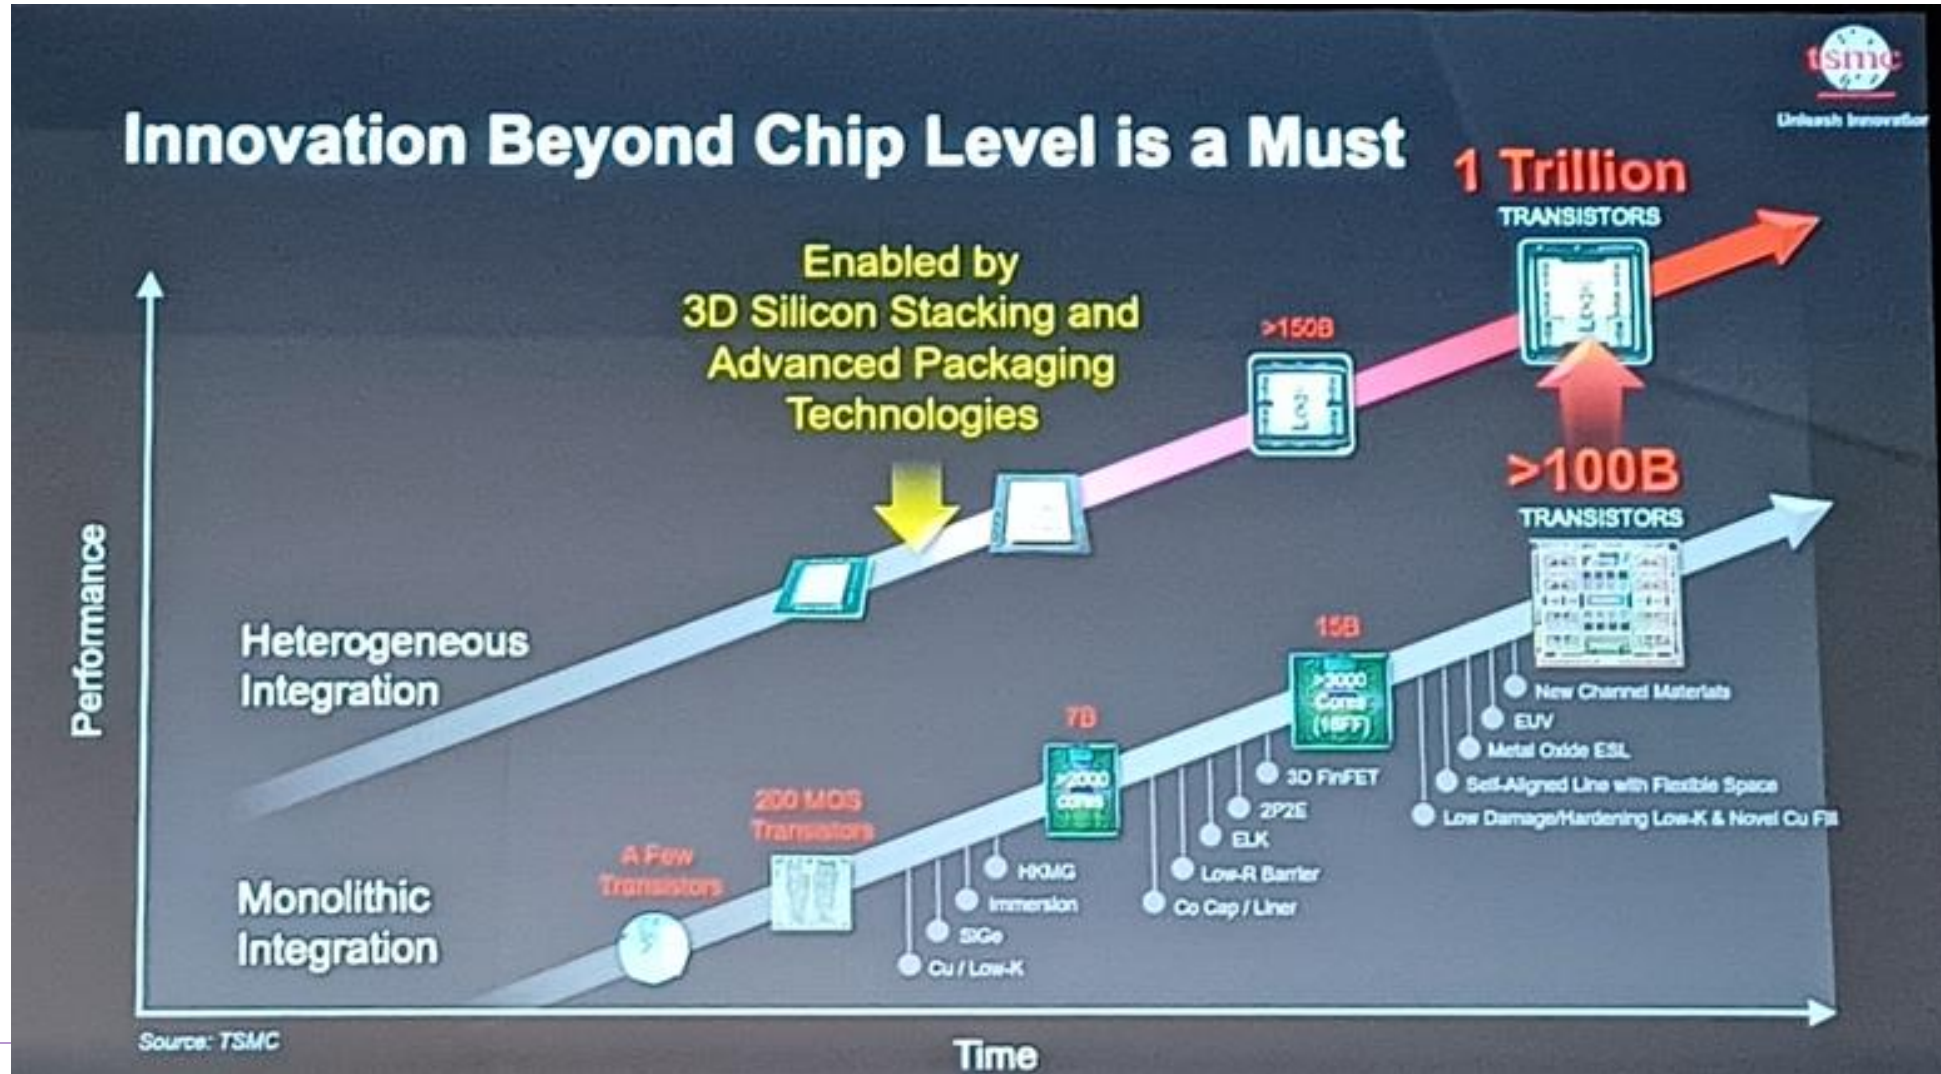 tsmc
Unleash Innovation
Innovation Beyond Chip Level is a Must
1 Trillion
TRANSISTORS
Enabled by
3D Silicon Stacking and
Advanced Packaging
Technologies
>150B
>100B
TRANSISTORS
Performance
Heterogeneous
Integration
15B
>3000
Cores
(16FF)
New Channel Materials
EUV
Metal Oxide ESL
Self-Aligned Line with Flexible Space
Low Damage/Hardening Low-K & Novel Cu Fill
7B
>2000
cores
3D FinFET
2P2E
ELK
Low-R Barrier
Co Cap / Liner
200 MOS
Transistors
HKMG
Immersion
SiGe
Cu / Low-K
A Few
Transistors
Monolithic
Integration
Source: TSMC
Time